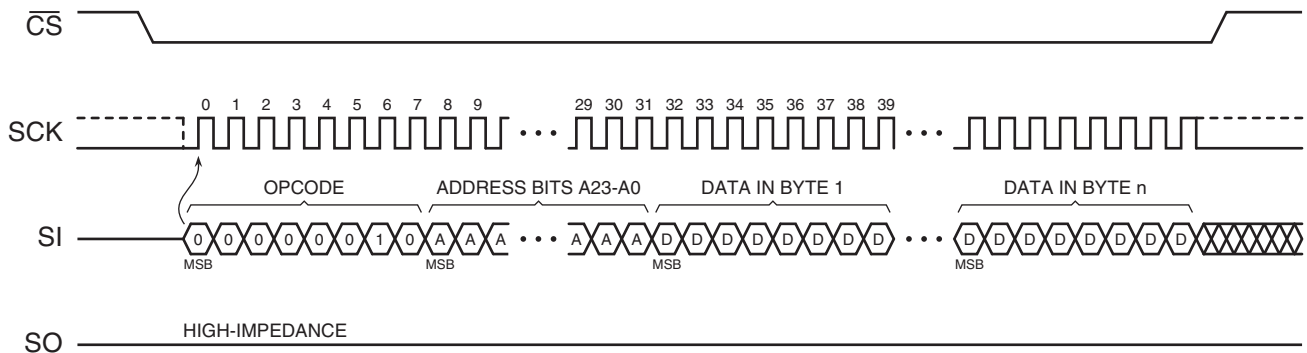 CS
0 1 2 3 4 5 6 7 8 9 29 30 31 32 33 34 35 36 37 38 39
SCK
OPCODE ADDRESS BITS A23-A0 DATA IN BYTE 1 DATA IN BYTE n
SI 0 0 0 0 0 0 1 0 A A A A A A D D D D D D D D D D D D D D D D
MSB MSB MSB MSB
HIGH-IMPEDANCE
SO